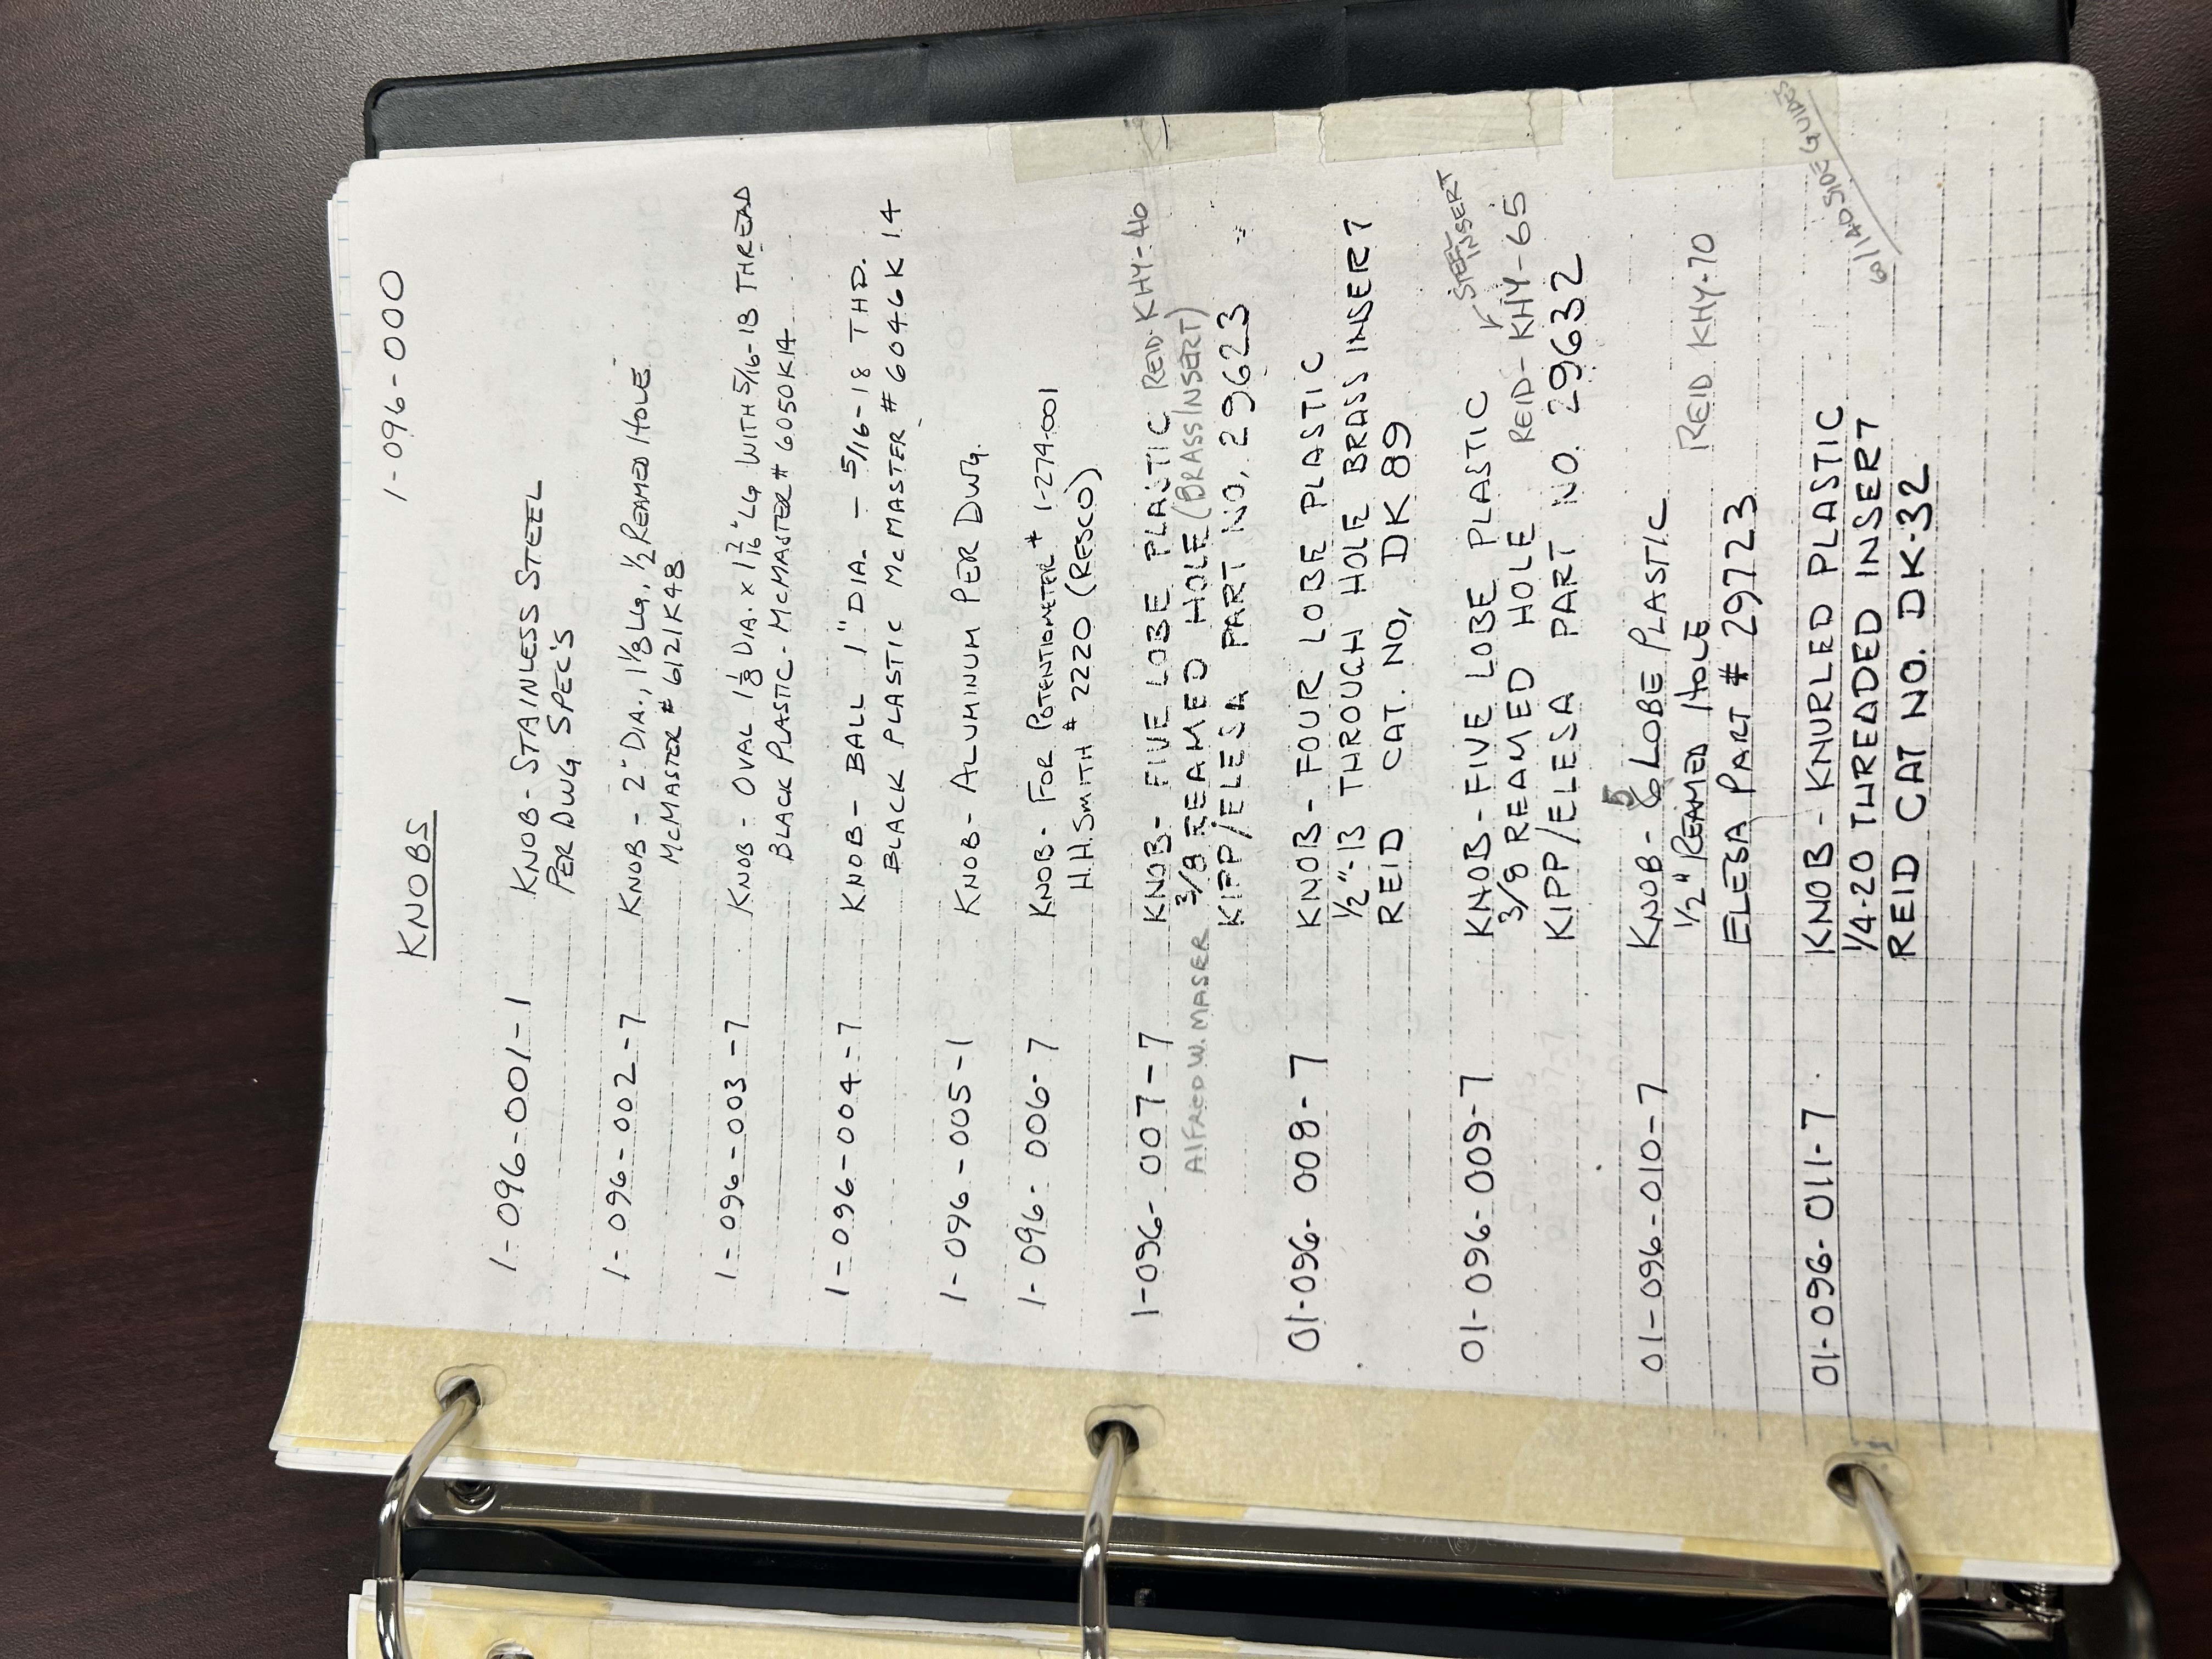 1-096-000
KNOBS
1-096-001-1 KNOB - STAINLESS STEEL
PER DWG SPEC'S
1-096-002-7 KNOB - 2" DIA., 1 1/8 LG, 1/2 REAMED HOLE
MCMASTER # 6121K48
1-096-003-7 KNOB - OVAL 1 1/8 DIA. x 1 3/16" LG WITH 5/16-18 THREAD
BLACK PLASTIC - MCMASTER # 6050K14
1-096-004-7 KNOB - BALL 1" DIA. - 5/16-18 THD.
BLACK PLASTIC MCMASTER # 6046K14
1-096-005-1 KNOB - ALUMINUM PER DWG.
1-096-006-7 KNOB - FOR POTENTIOMETER # 1-274-001
H.H. SMITH # 2220 (RESCO)
1-096-007-7 KNOB - FIVE LOBE PLASTIC REID-KHY-46
ALFRED W. MASER 3/8 REAMED HOLE (BRASS INSERT)
KIPP/ELESA PART NO. 29623
01-096-008-7 KNOB - FOUR LOBE PLASTIC
1/2"-13 THROUGH HOLE BRASS INSERT
REID CAT. NO. DK 89
STEEL
INSERT
01-096-009-7 KNOB - FIVE LOBE PLASTIC
3/8 REAMED HOLE REID-KHY-65
KIPP/ELESA PART NO. 29632
5
01-096-010-7 KNOB - 6 LOBE PLASTIC
1/2" REAMED HOLE REID KHY-70
ELESA PART # 29723
01-096-011-7 KNOB - KNURLED PLASTIC
1/4-20 THREADED INSERT 60/140 SIDE GUIDES
REID CAT NO. DK-32